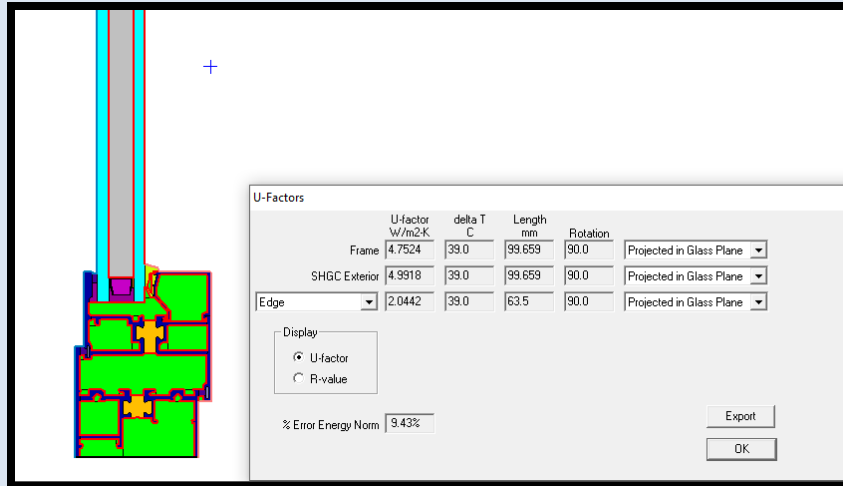 U-Factors
U-factor delta T Length
W/m2-K C mm Rotation
Frame 4.7524 39.0 99.659 90.0 Projected in Glass Plane
SHGC Exterior 4.9918 39.0 99.659 90.0 Projected in Glass Plane
Edge 2.0442 39.0 63.5 90.0 Projected in Glass Plane
Display
U-factor
R-value
% Error Energy Norm 9.43%
Export
OK